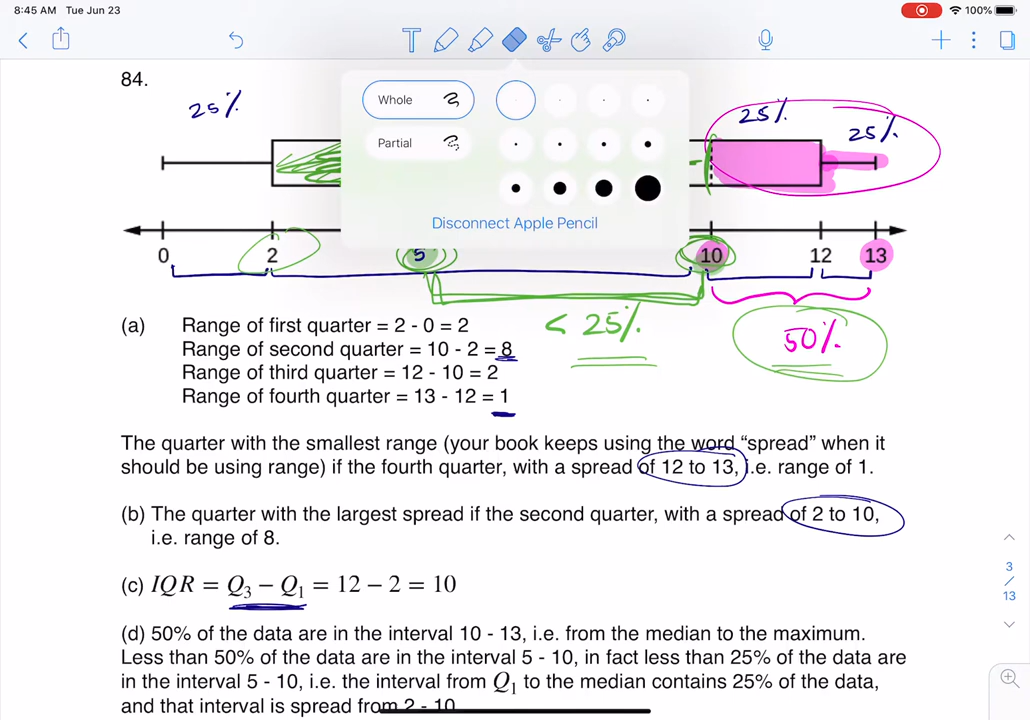 8:45 AM Tue Jun 23
100%
T
Whole
Partial
Disconnect Apple Pencil
84.
25%
25%
25%
0 2 5 10 12 13
< 25%
50%
(a) Range of first quarter = 2 - 0 = 2
Range of second quarter = 10 - 2 = 8
Range of third quarter = 12 - 10 = 2
Range of fourth quarter = 13 - 12 = 1
The quarter with the smallest range (your book keeps using the word “spread” when it
should be using range) if the fourth quarter, with a spread of 12 to 13, i.e. range of 1.
(b) The quarter with the largest spread if the second quarter, with a spread of 2 to 10,
i.e. range of 8.
(c) IQR = Q₃ − Q₁ = 12 − 2 = 10
(d) 50% of the data are in the interval 10 - 13, i.e. from the median to the maximum.
Less than 50% of the data are in the interval 5 - 10, in fact less than 25% of the data are
in the interval 5 - 10, i.e. the interval from Q₁ to the median contains 25% of the data,
and that interval is spread from 2 - 10
3
/
13